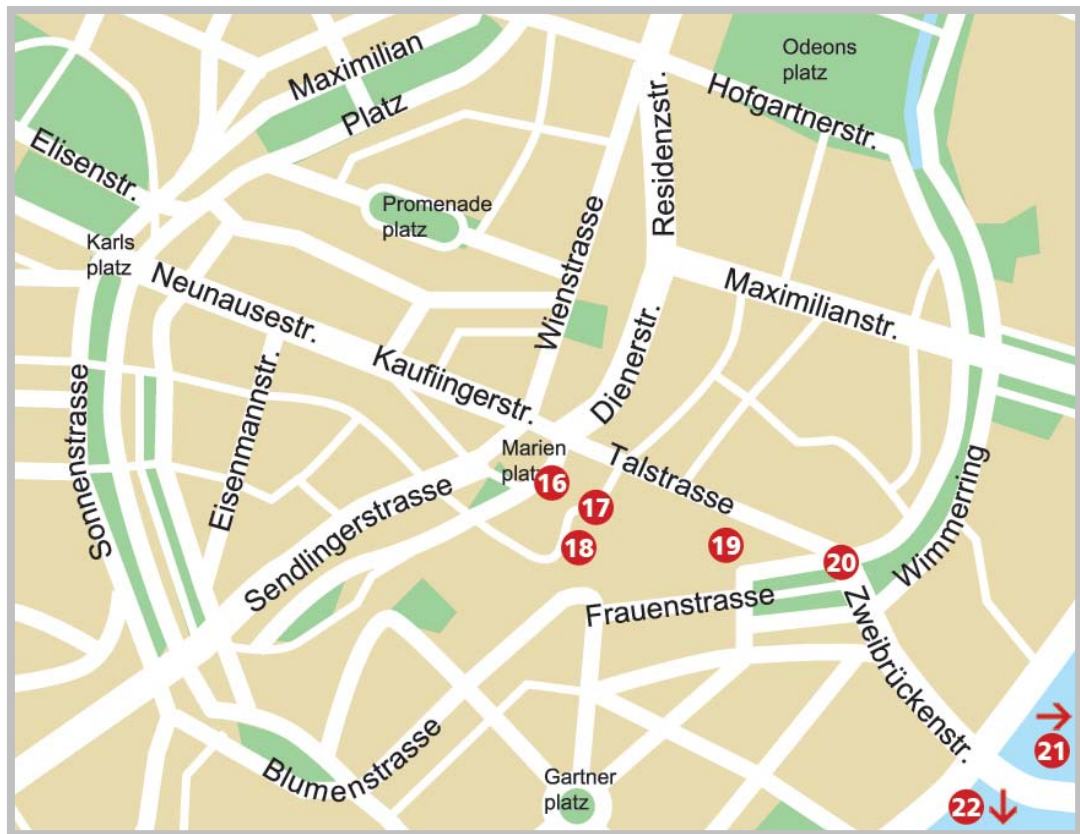 Odeons
platz
Maximilian
Platz
Hofgartnerstr.
Elisenstr.
Residenzstr.
Promenade
platz
Karls
platz
Wienstrasse
Neunausestr.
Maximilianstr.
Kaufiingerstr.
Dienerstr.
Sonnenstrasse
Eisenmannstr.
Marien
platz
16
Talstrasse
17
Sendlingerstrasse
18
19
20
Wimmerring
Frauenstrasse
Zweibrückenstr.
21
Blumenstrasse
Gartner
platz
22